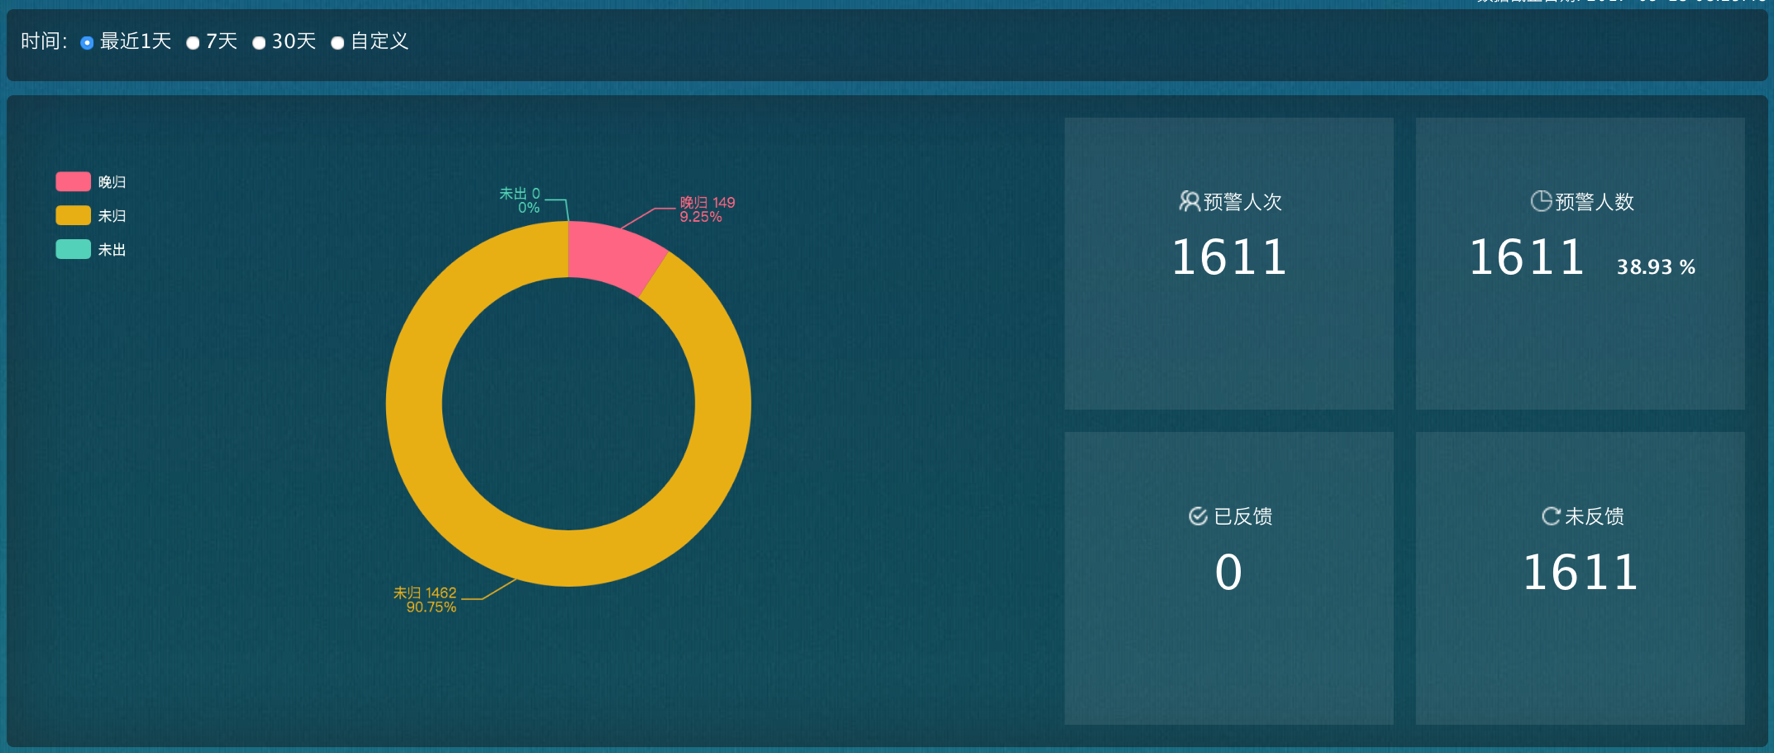 时间: 最近1天 7天 30天 自定义
晚归
未归
未出
未出 0
0%
晚归 149
9.25%
未归 1462
90.75%
预警人次
1611
预警人数
1611 38.93 %
已反馈
0
未反馈
1611